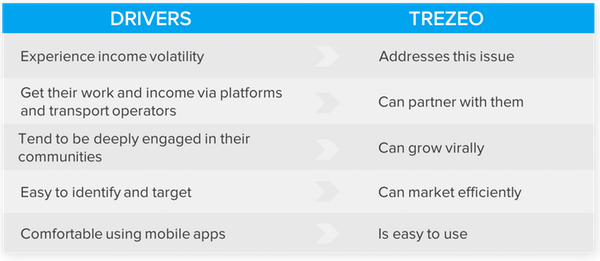 DRIVERS TREZEO
Experience income volatility Addresses this issue
Get their work and income via platforms
and transport operators Can partner with them
Tend to be deeply engaged in their
communities Can grow virally
Easy to identify and target Can market efficiently
Comfortable using mobile apps Is easy to use